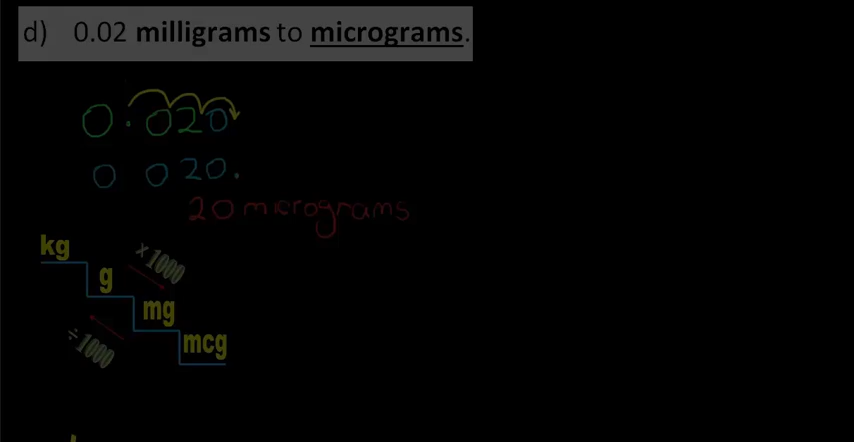 d) 0.02 milligrams to micrograms.
0.020
0 020.
20 micrograms
kg
x 1000
g
mg
÷ 1000
mcg